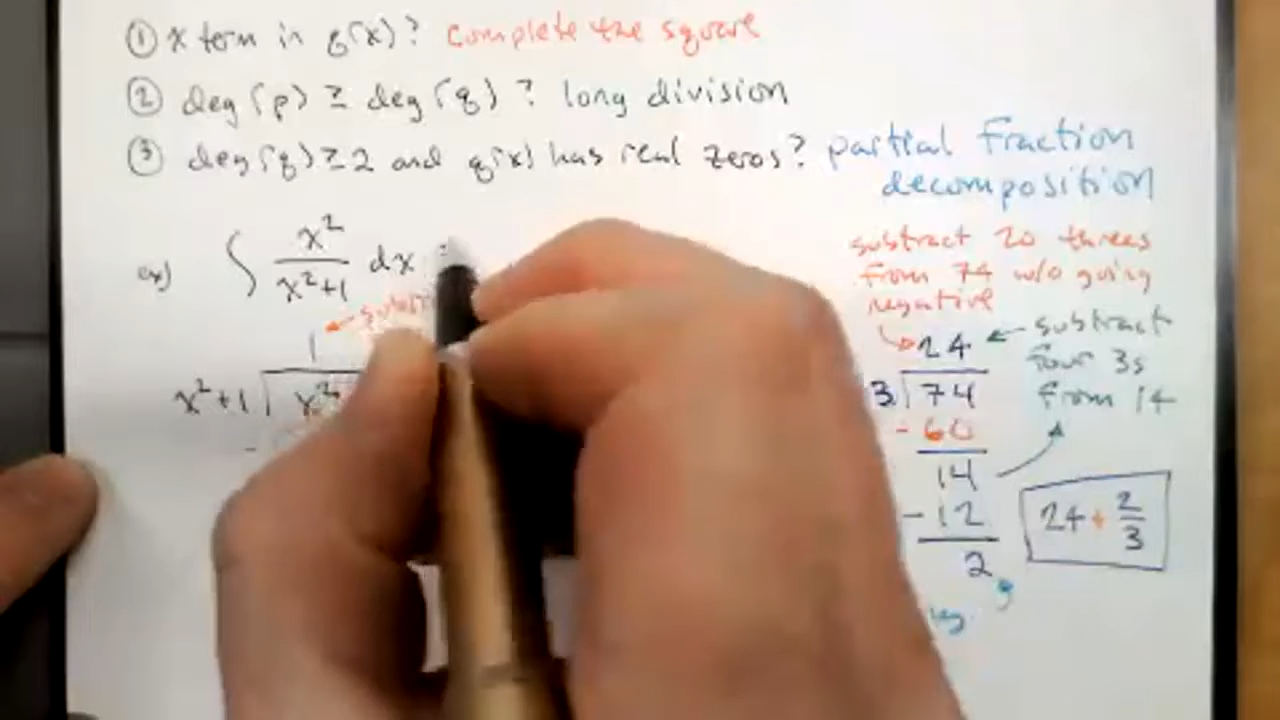 ① x term in q(x)? complete the square
② deg(p) ≥ deg(q)? long division
③ deg(q) ≥ 2 and q(x) has real zeros? partial fraction
decomposition
ex) ∫ x²/(x²+1) dx
1
x²+1 x²
-
subtract 20 threes
from 74 w/o going
negative
24
3 74
- 60
14
- 12
2
subtract
four 3s
from 14
24 + 2/3